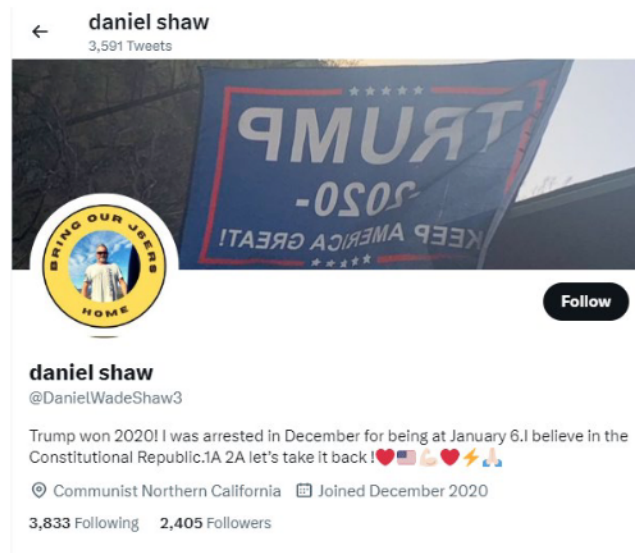 daniel shaw
3,591 Tweets
TRUMP
-2020-
KEEP AMERICA GREAT!
BRING OUR J6ERS
HOME
Follow
daniel shaw
@DanielWadeShaw3
Trump won 2020! I was arrested in December for being at January 6.I believe in the
Constitutional Republic.1A 2A let’s take it back !❤️🇺🇸💪🏻❤️⚡🙏🏻
Communist Northern California Joined December 2020
3,833 Following 2,405 Followers